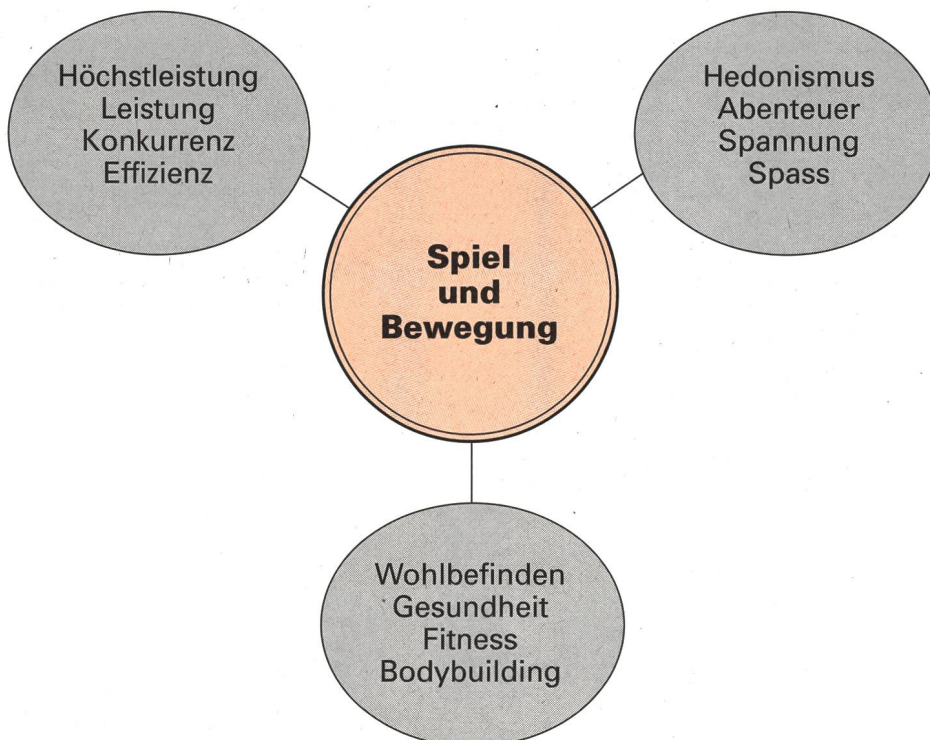 Höchstleistung
Leistung
Konkurrenz
Effizienz
Hedonismus
Abenteuer
Spannung
Spass
Spiel
und
Bewegung
Wohlbefinden
Gesundheit
Fitness
Bodybuilding